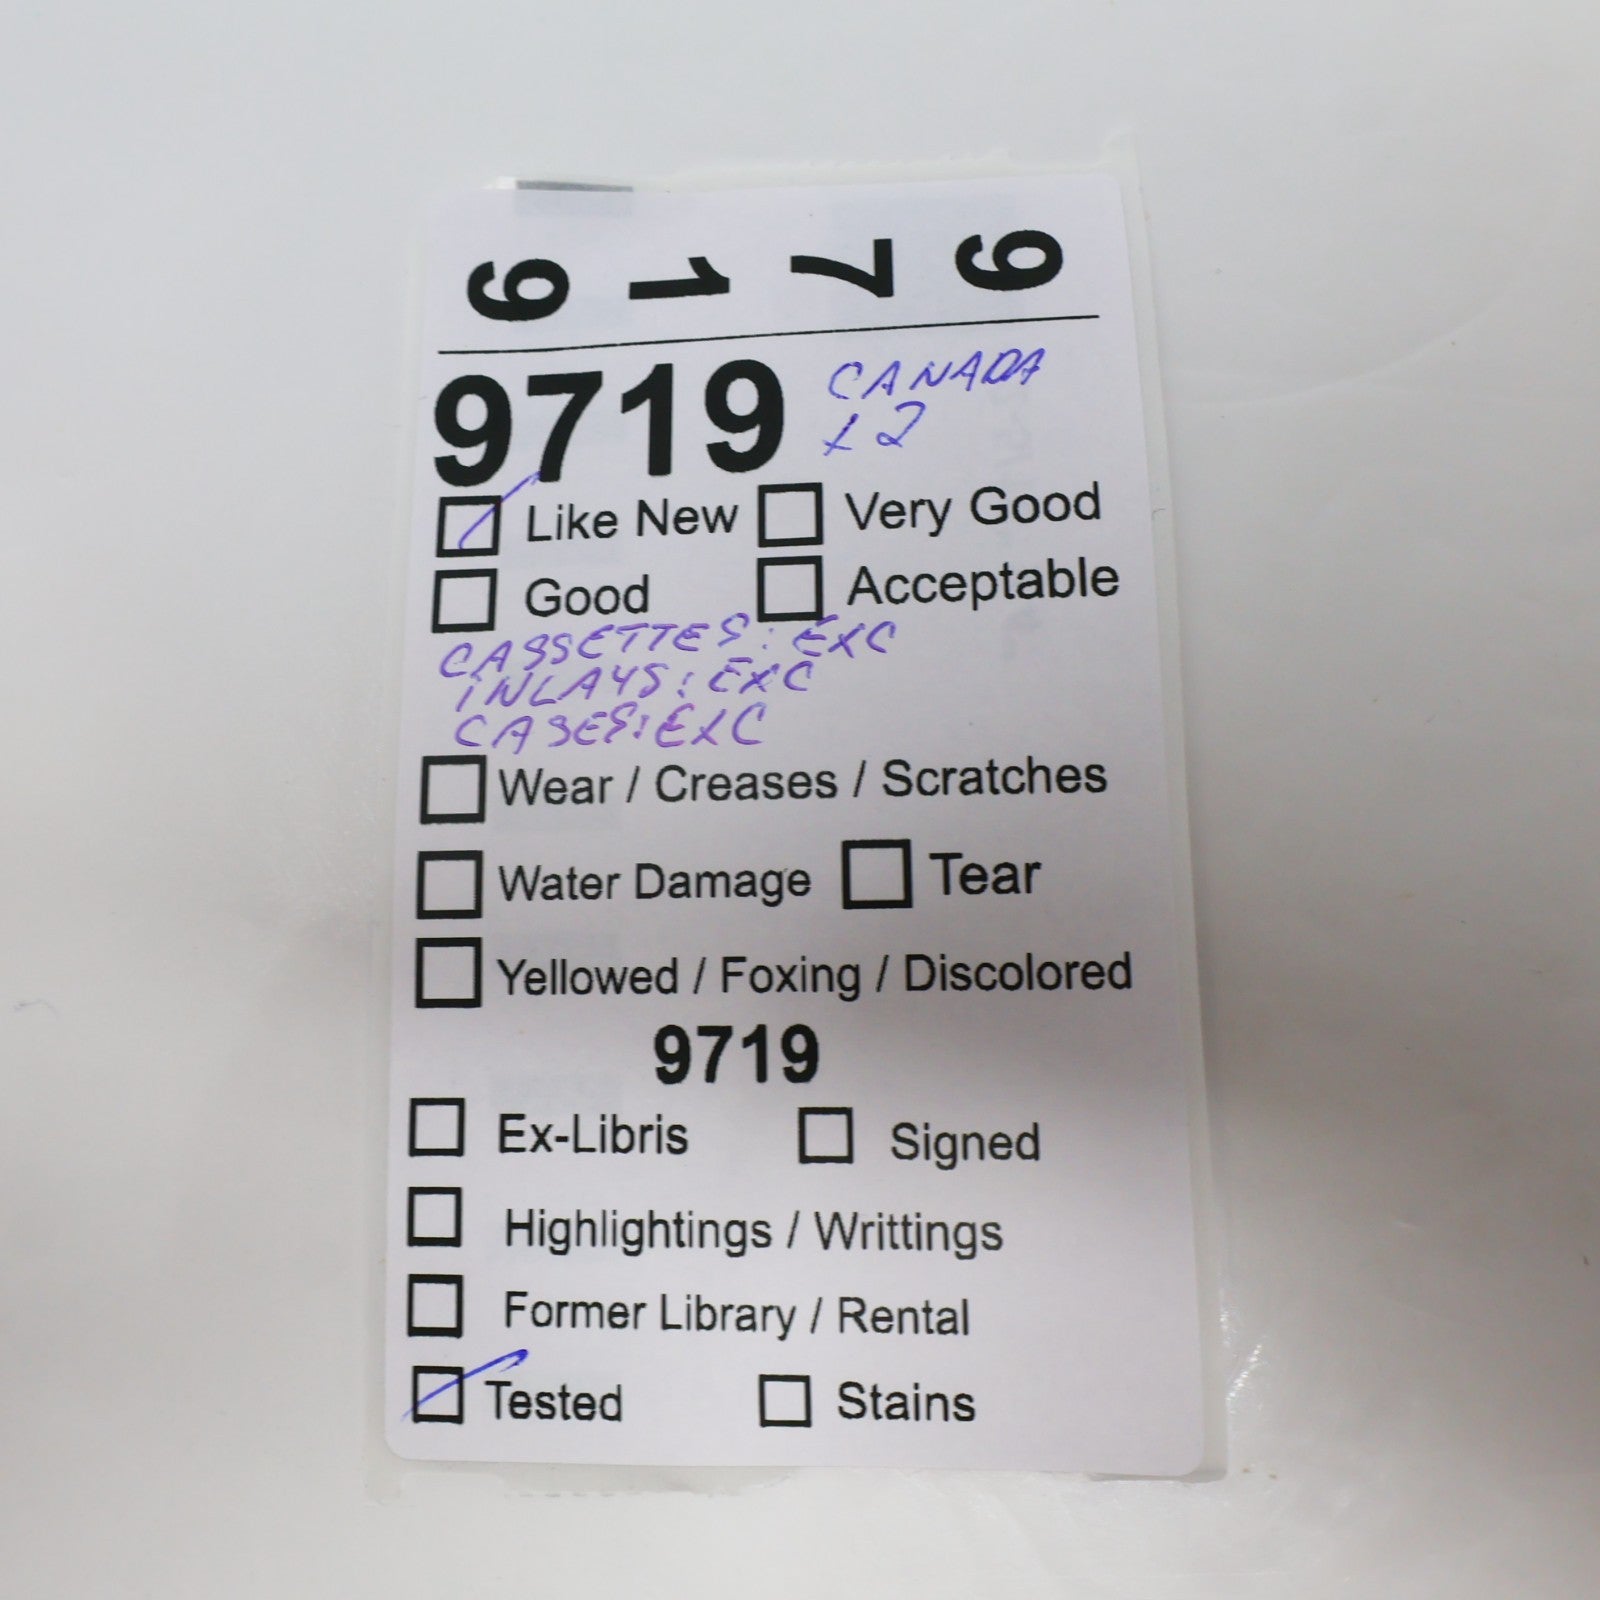 9 7 1 9
9719 CANADA
x 2
Like New Very Good
Good Acceptable
CASSETTES: EXC
INLAYS: EXC
CASES: EXC
Wear / Creases / Scratches
Water Damage Tear
Yellowed / Foxing / Discolored
9719
Ex-Libris Signed
Highlightings / Writtings
Former Library / Rental
Tested Stains